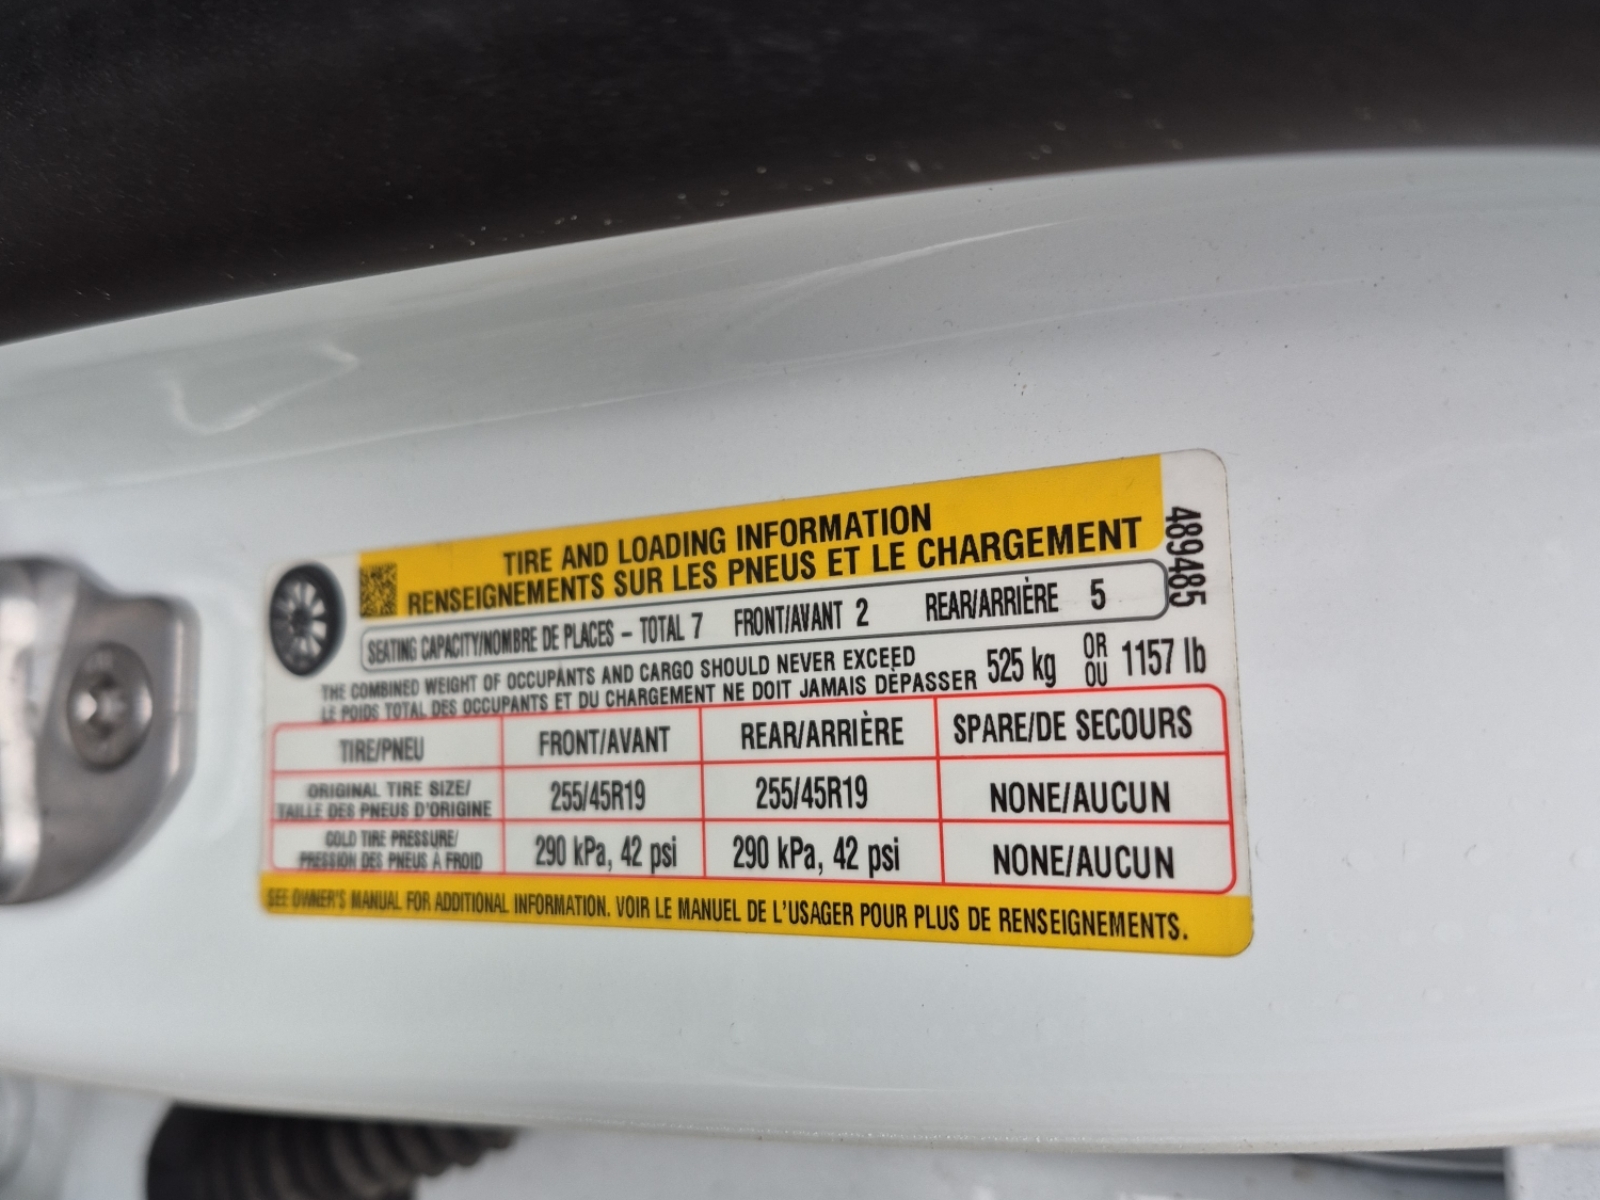 TIRE AND LOADING INFORMATION
RENSEIGNEMENTS SUR LES PNEUS ET LE CHARGEMENT
489485
SEATING CAPACITY/NOMBRE DE PLACES – TOTAL 7 FRONT/AVANT 2 REAR/ARRIÈRE 5
THE COMBINED WEIGHT OF OCCUPANTS AND CARGO SHOULD NEVER EXCEED
LE POIDS TOTAL DES OCCUPANTS ET DU CHARGEMENT NE DOIT JAMAIS DÉPASSER
525 kg OR OU 1157 lb
TIRE/PNEU FRONT/AVANT REAR/ARRIÈRE SPARE/DE SECOURS
ORIGINAL TIRE SIZE/
TAILLE DES PNEUS D'ORIGINE
255/45R19 255/45R19 NONE/AUCUN
COLD TIRE PRESSURE/
PRESSION DES PNEUS A FROID
290 kPa, 42 psi 290 kPa, 42 psi NONE/AUCUN
SEE OWNER'S MANUAL FOR ADDITIONAL INFORMATION. VOIR LE MANUEL DE L'USAGER POUR PLUS DE RENSEIGNEMENTS.